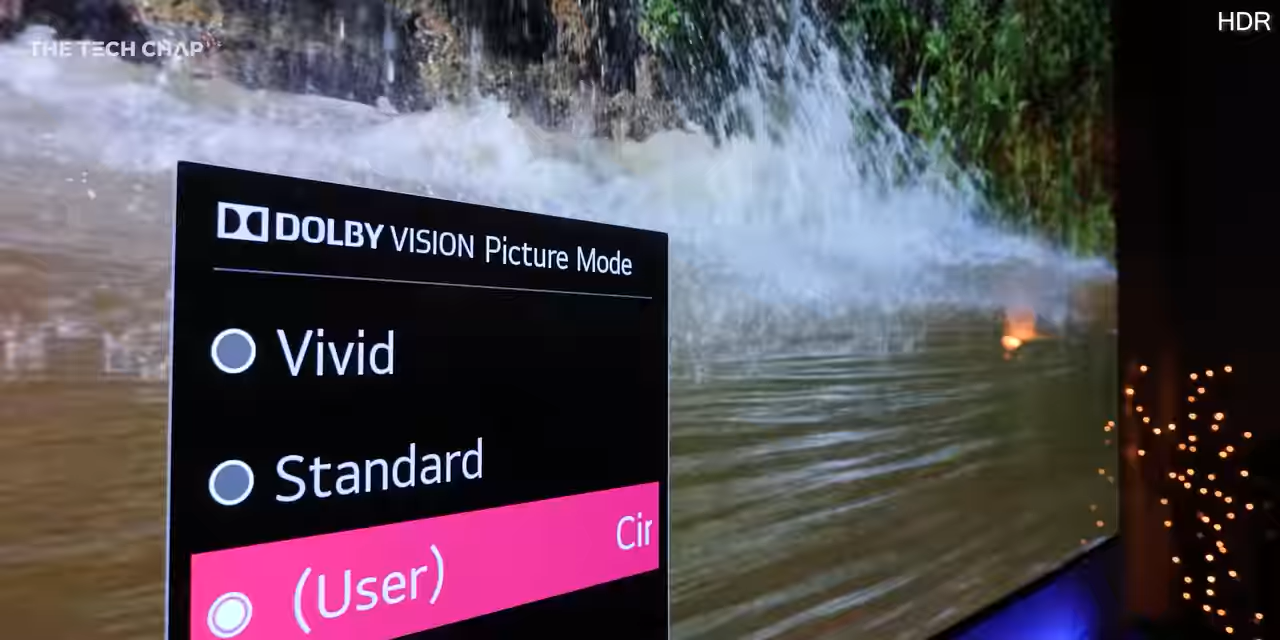 THE TECH CHAP
HDR
DOLBY VISION Picture Mode
Vivid
Standard
Cir
(User)